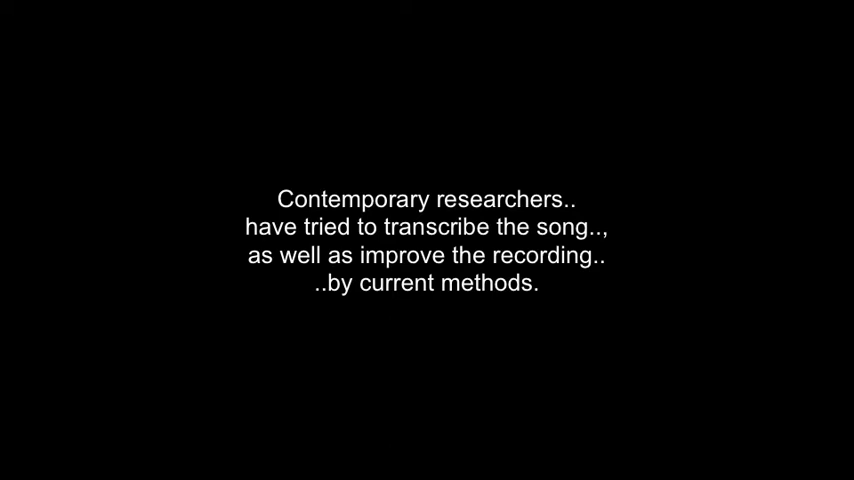 Contemporary researchers..
have tried to transcribe the song..,
as well as improve the recording..
..by current methods.